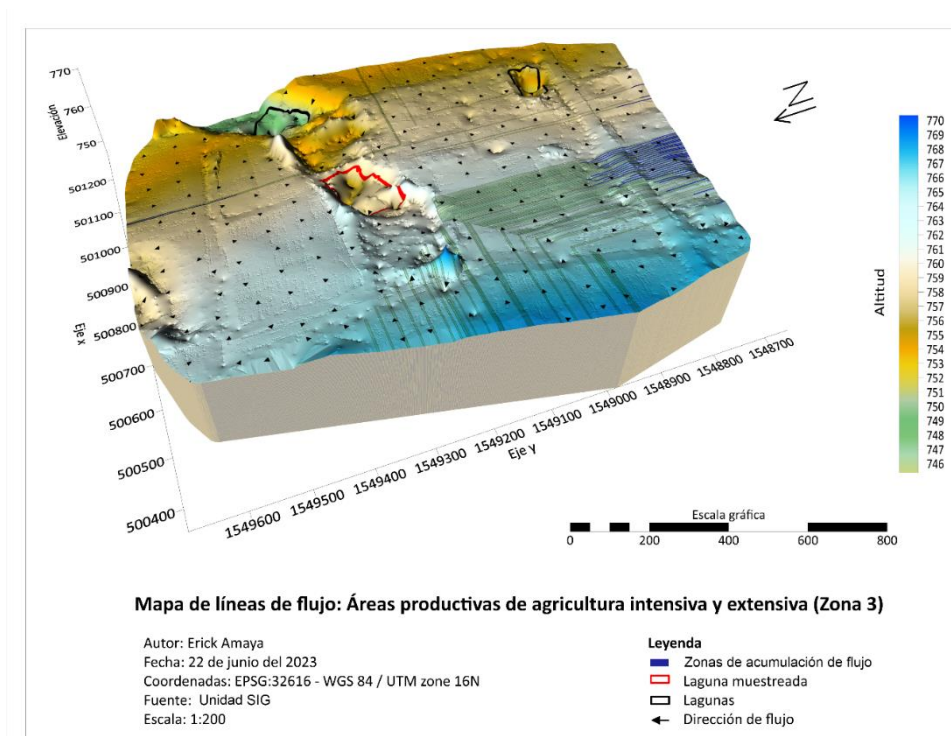 770
760
750
Elevación
501200
501100
501000
500900
500800
500700
500600
500500
500400
Eje x
1549600
1549500
1549400
1549300
1549200
1549100
1549000
1548900
1548800
1548700
Eje y
N
Altitud
770
769
768
767
766
765
764
763
762
761
760
759
758
757
756
755
754
753
752
751
750
749
748
747
746
Escala gráfica
0 200 400 600 800
Mapa de líneas de flujo: Áreas productivas de agricultura intensiva y extensiva (Zona 3)
Autor: Erick Amaya
Fecha: 22 de junio del 2023
Coordenadas: EPSG:32616 - WGS 84 / UTM zone 16N
Fuente: Unidad SIG
Escala: 1:200
Leyenda
Zonas de acumulación de flujo
Laguna muestreada
Lagunas
Dirección de flujo